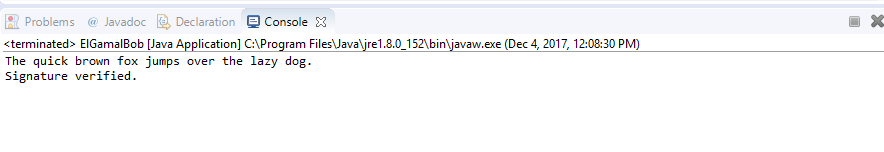 Problems @ Javadoc Declaration Console
<terminated> ElGamalBob [Java Application] C:\Program Files\Java\jre1.8.0_152\bin\javaw.exe (Dec 4, 2017, 12:08:30 PM)
The quick brown fox jumps over the lazy dog.
Signature verified.